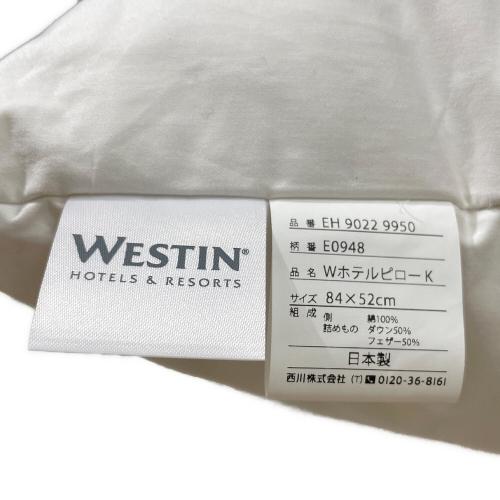 WESTIN®
HOTELS & RESORTS
品 番 EH 9022 9950
柄 番 E0948
品 名 WホテルピローK
サイズ 84×52cm
組 成 側 綿100%
詰めもの ダウン50%
フェザー50%
日本製
西川株式会社 (T) 0120-36-8161